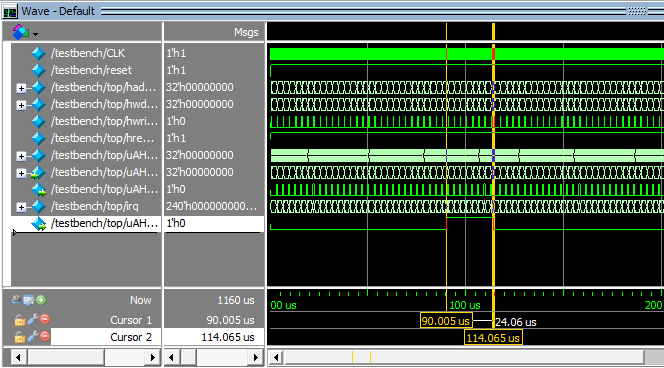 Wave - Default
Msgs
/testbench/CLK 1'h1
/testbench/reset 1'h1
/testbench/top/had... 32'h00000000
/testbench/top/hwd... 32'h00000000
/testbench/top/hwri... 1'h0
/testbench/top/hre... 1'h1
/testbench/top/uAH... 32'h00000000
/testbench/top/uAH... 32'h00000000
/testbench/top/uAH... 1'h0
/testbench/top/irq 240'h000000000...
/testbench/top/uAH... 1'h0
Now 1160 us 00 us 100 us 200
Cursor 1 90.005 us 90.005 us 24.06 us
Cursor 2 114.065 us 114.065 us